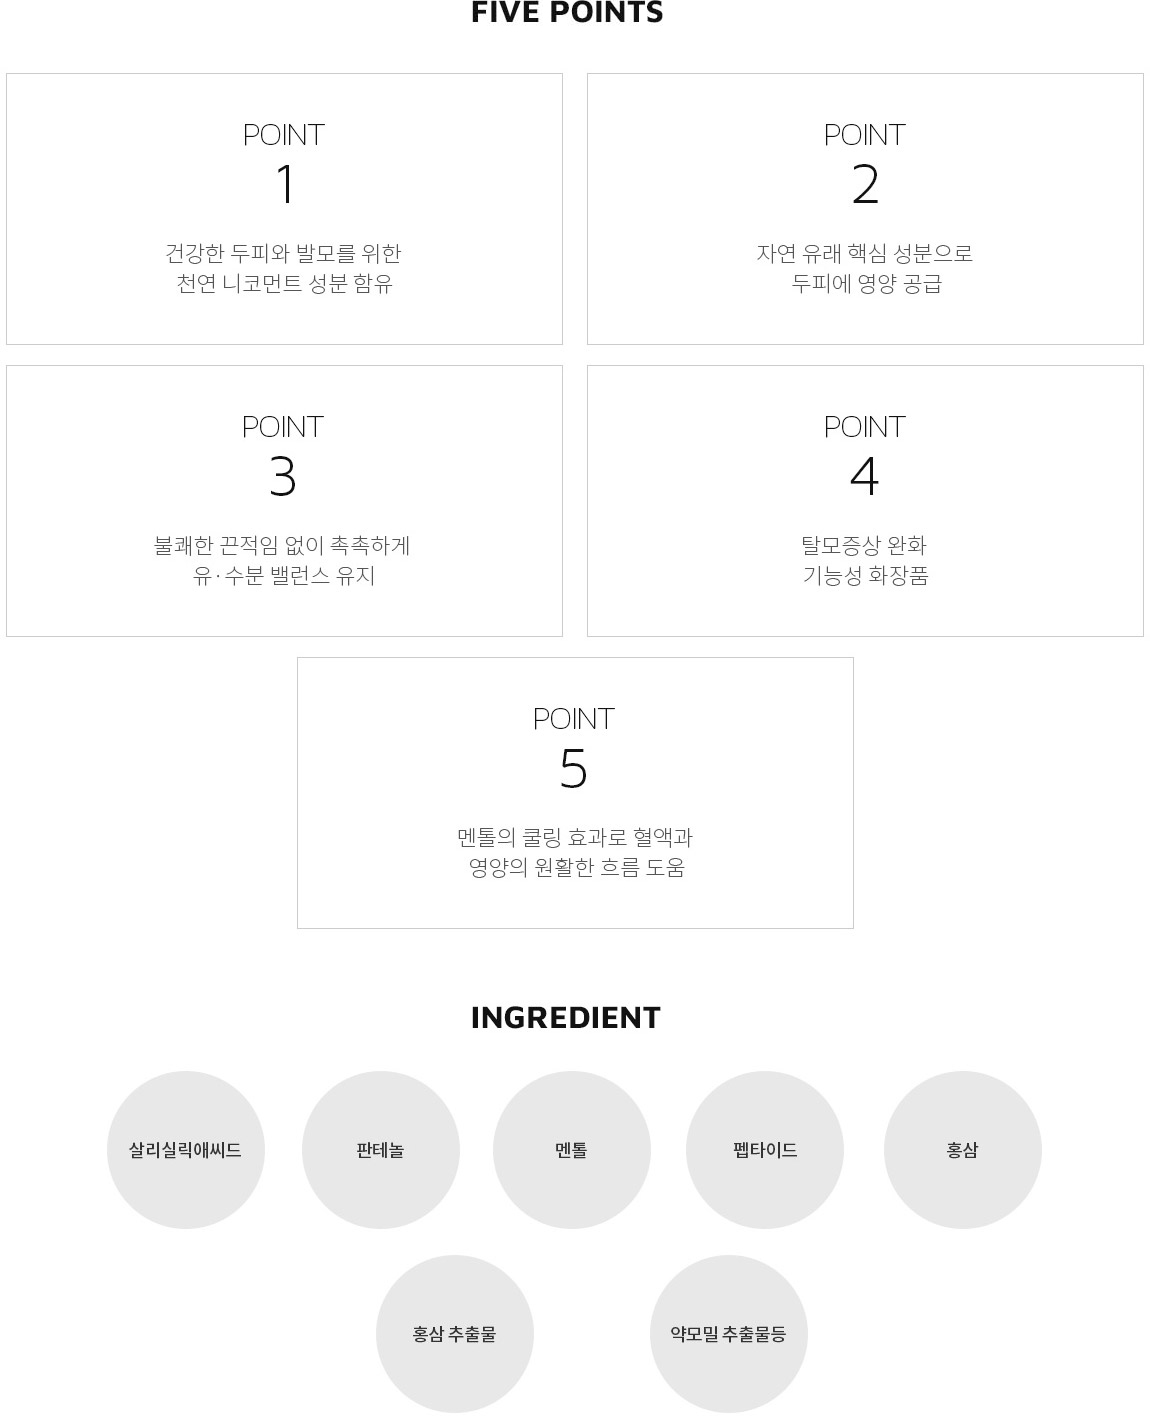 FIVE POINTS
POINT
1
건강한 두피와 발모를 위한
천연 니코먼트 성분 함유
POINT
2
자연 유래 핵심 성분으로
두피에 영양 공급
POINT
3
불쾌한 끈적임 없이 촉촉하게
유·수분 밸런스 유지
POINT
4
탈모증상 완화
기능성 화장품
POINT
5
멘톨의 쿨링 효과로 혈액과
영양의 원활한 흐름 도움
INGREDIENT
살리실릭애씨드
판테놀
멘톨
펩타이드
홍삼
홍삼 추출물
약모밀 추출물등